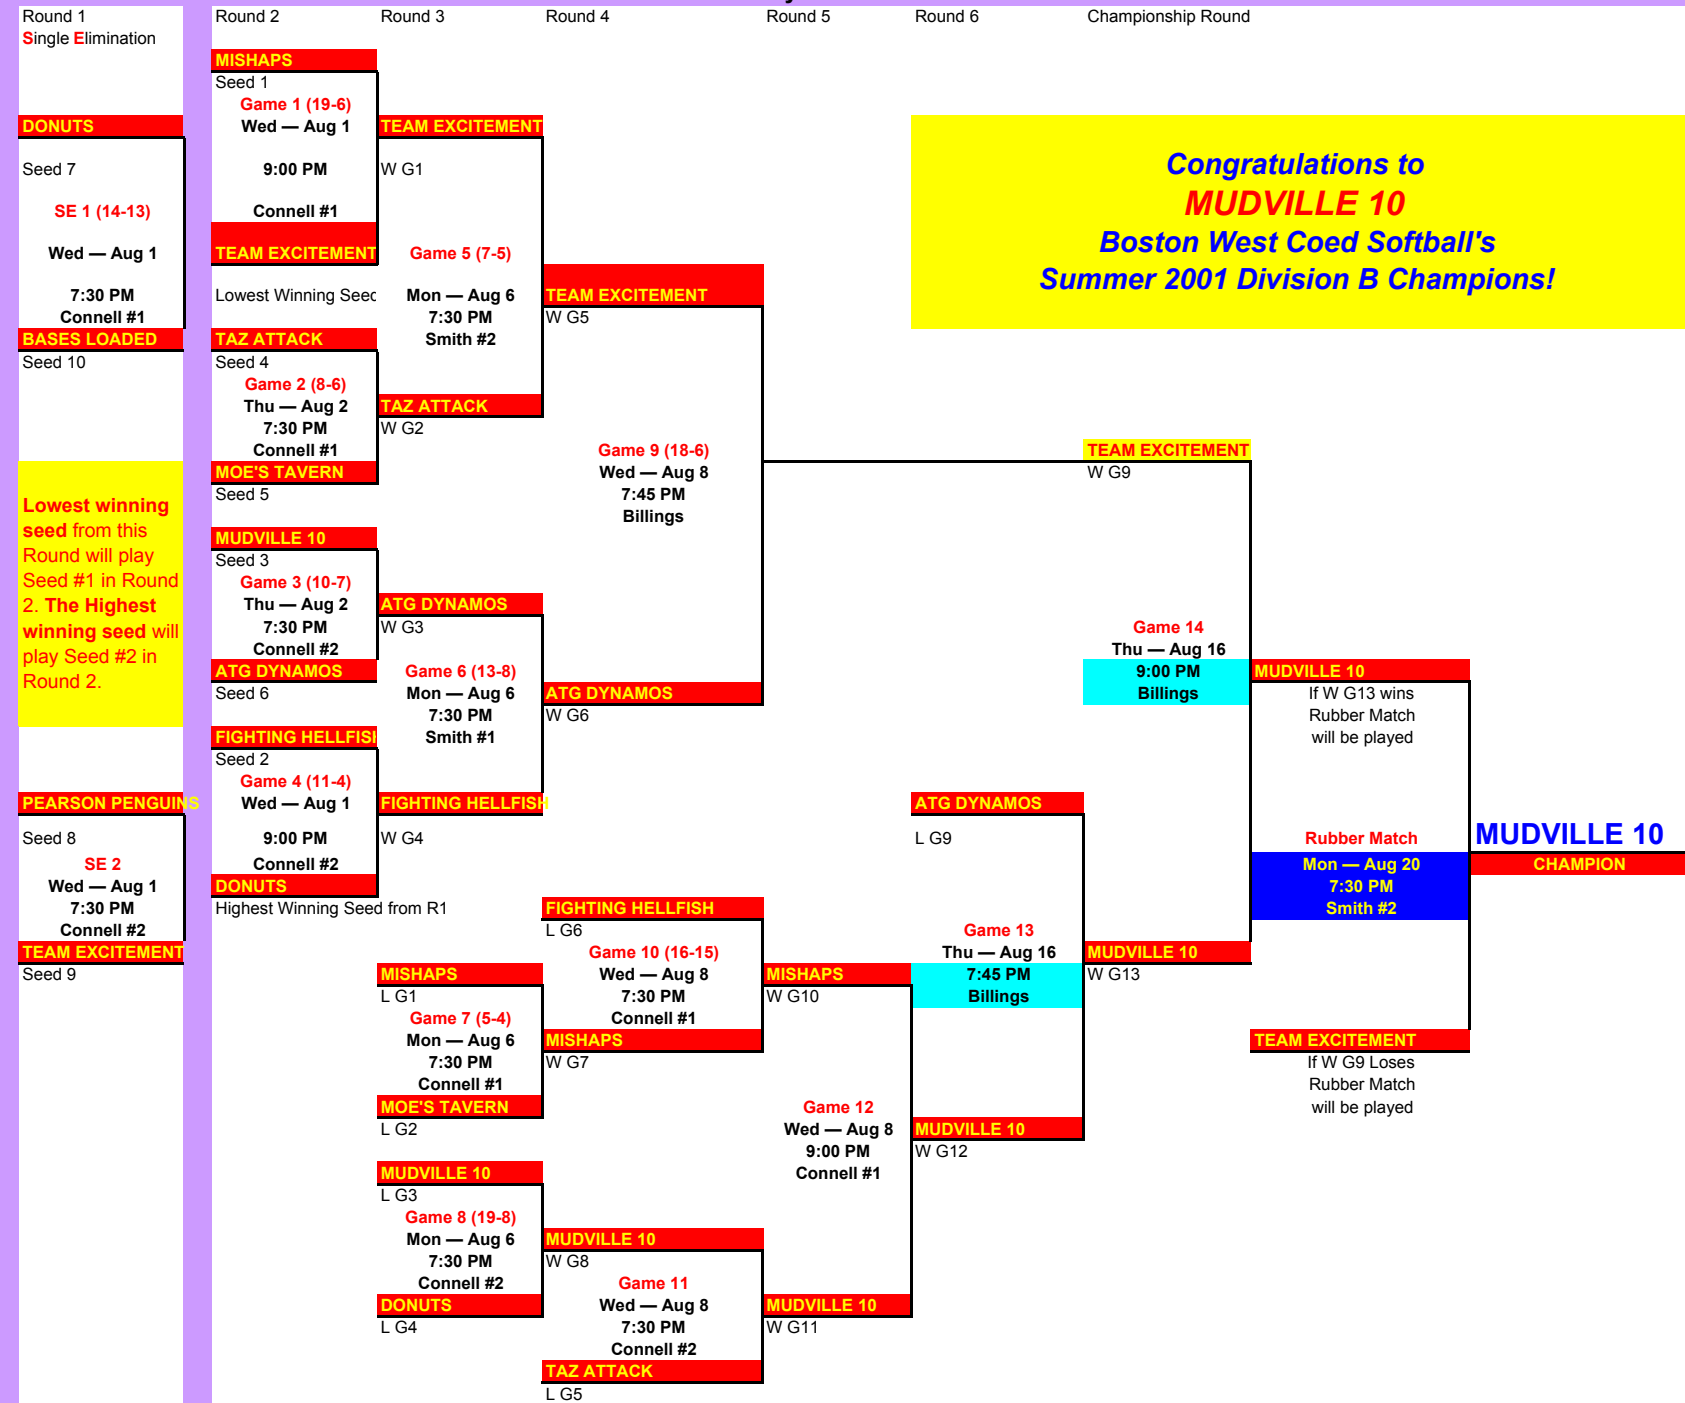 Round 1
Single Elimination
DONUTS
Seed 7
SE 1 (14-13)
Wed — Aug 1
7:30 PM
Connell #1
BASES LOADED
Seed 10
Lowest winning
seed from this
Round will play
Seed #1 in Round
2. The Highest
winning seed will
play Seed #2 in
Round 2.
PEARSON PENGUINS
Seed 8
SE 2
Wed — Aug 1
7:30 PM
Connell #2
TEAM EXCITEMENT
Seed 9
Round 2
MISHAPS
Seed 1
Game 1 (19-6)
Wed — Aug 1
9:00 PM
Connell #1
TEAM EXCITEMENT
Lowest Winning Seed
TAZ ATTACK
Seed 4
Game 2 (8-6)
Thu — Aug 2
7:30 PM
Connell #1
MOE'S TAVERN
Seed 5
MUDVILLE 10
Seed 3
Game 3 (10-7)
Thu — Aug 2
7:30 PM
Connell #2
ATG DYNAMOS
Seed 6
FIGHTING HELLFISH
Seed 2
Game 4 (11-4)
Wed — Aug 1
9:00 PM
Connell #2
DONUTS
Highest Winning Seed from R1
Round 3
TEAM EXCITEMENT
W G1
Game 5 (7-5)
Mon — Aug 6
7:30 PM
Smith #2
TAZ ATTACK
W G2
ATG DYNAMOS
W G3
Game 6 (13-8)
Mon — Aug 6
7:30 PM
Smith #1
FIGHTING HELLFISH
W G4
MISHAPS
L G1
Game 7 (5-4)
Mon — Aug 6
7:30 PM
Connell #1
MOE'S TAVERN
L G2
MUDVILLE 10
L G3
Game 8 (19-8)
Mon — Aug 6
7:30 PM
Connell #2
DONUTS
L G4
Round 4
TEAM EXCITEMENT
W G5
Game 9 (18-6)
Wed — Aug 8
7:45 PM
Billings
ATG DYNAMOS
W G6
FIGHTING HELLFISH
L G6
Game 10 (16-15)
Wed — Aug 8
7:30 PM
Connell #1
MISHAPS
W G7
MUDVILLE 10
W G8
Game 11
Wed — Aug 8
7:30 PM
Connell #2
TAZ ATTACK
L G5
Round 5
MISHAPS
W G10
Game 12
Wed — Aug 8
9:00 PM
Connell #1
MUDVILLE 10
W G11
Round 6
ATG DYNAMOS
L G9
Game 13
Thu — Aug 16
7:45 PM
Billings
MUDVILLE 10
W G12
Championship Round
Congratulations to
MUDVILLE 10
Boston West Coed Softball's
Summer 2001 Division B Champions!
TEAM EXCITEMENT
W G9
Game 14
Thu — Aug 16
9:00 PM
Billings
MUDVILLE 10
W G13
MUDVILLE 10
If W G13 wins
Rubber Match
will be played
Rubber Match
Mon — Aug 20
7:30 PM
Smith #2
TEAM EXCITEMENT
If W G9 Loses
Rubber Match
will be played
MUDVILLE 10
CHAMPION